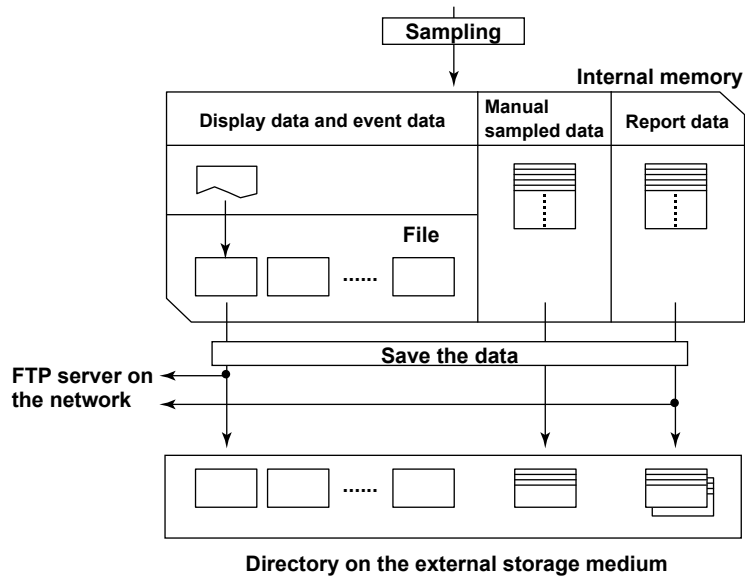 Sampling
Internal memory
Display data and event data
Manual
sampled data
Report data
File
Save the data
FTP server on
the network
Directory on the external storage medium